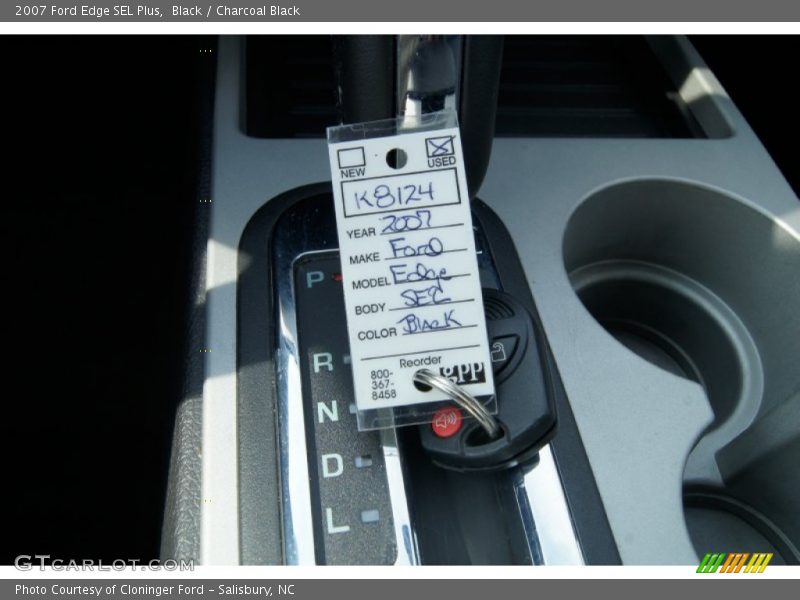 2007 Ford Edge SEL Plus,  Black / Charcoal Black
NEW USED
K8124
YEAR 2007
MAKE Ford
MODEL Edge
BODY SEL
COLOR Black
Reorder
800-
367-
8458
gpp
P
R
N
D
L
GTcarlot.com
Photo Courtesy of Cloninger Ford - Salisbury, NC